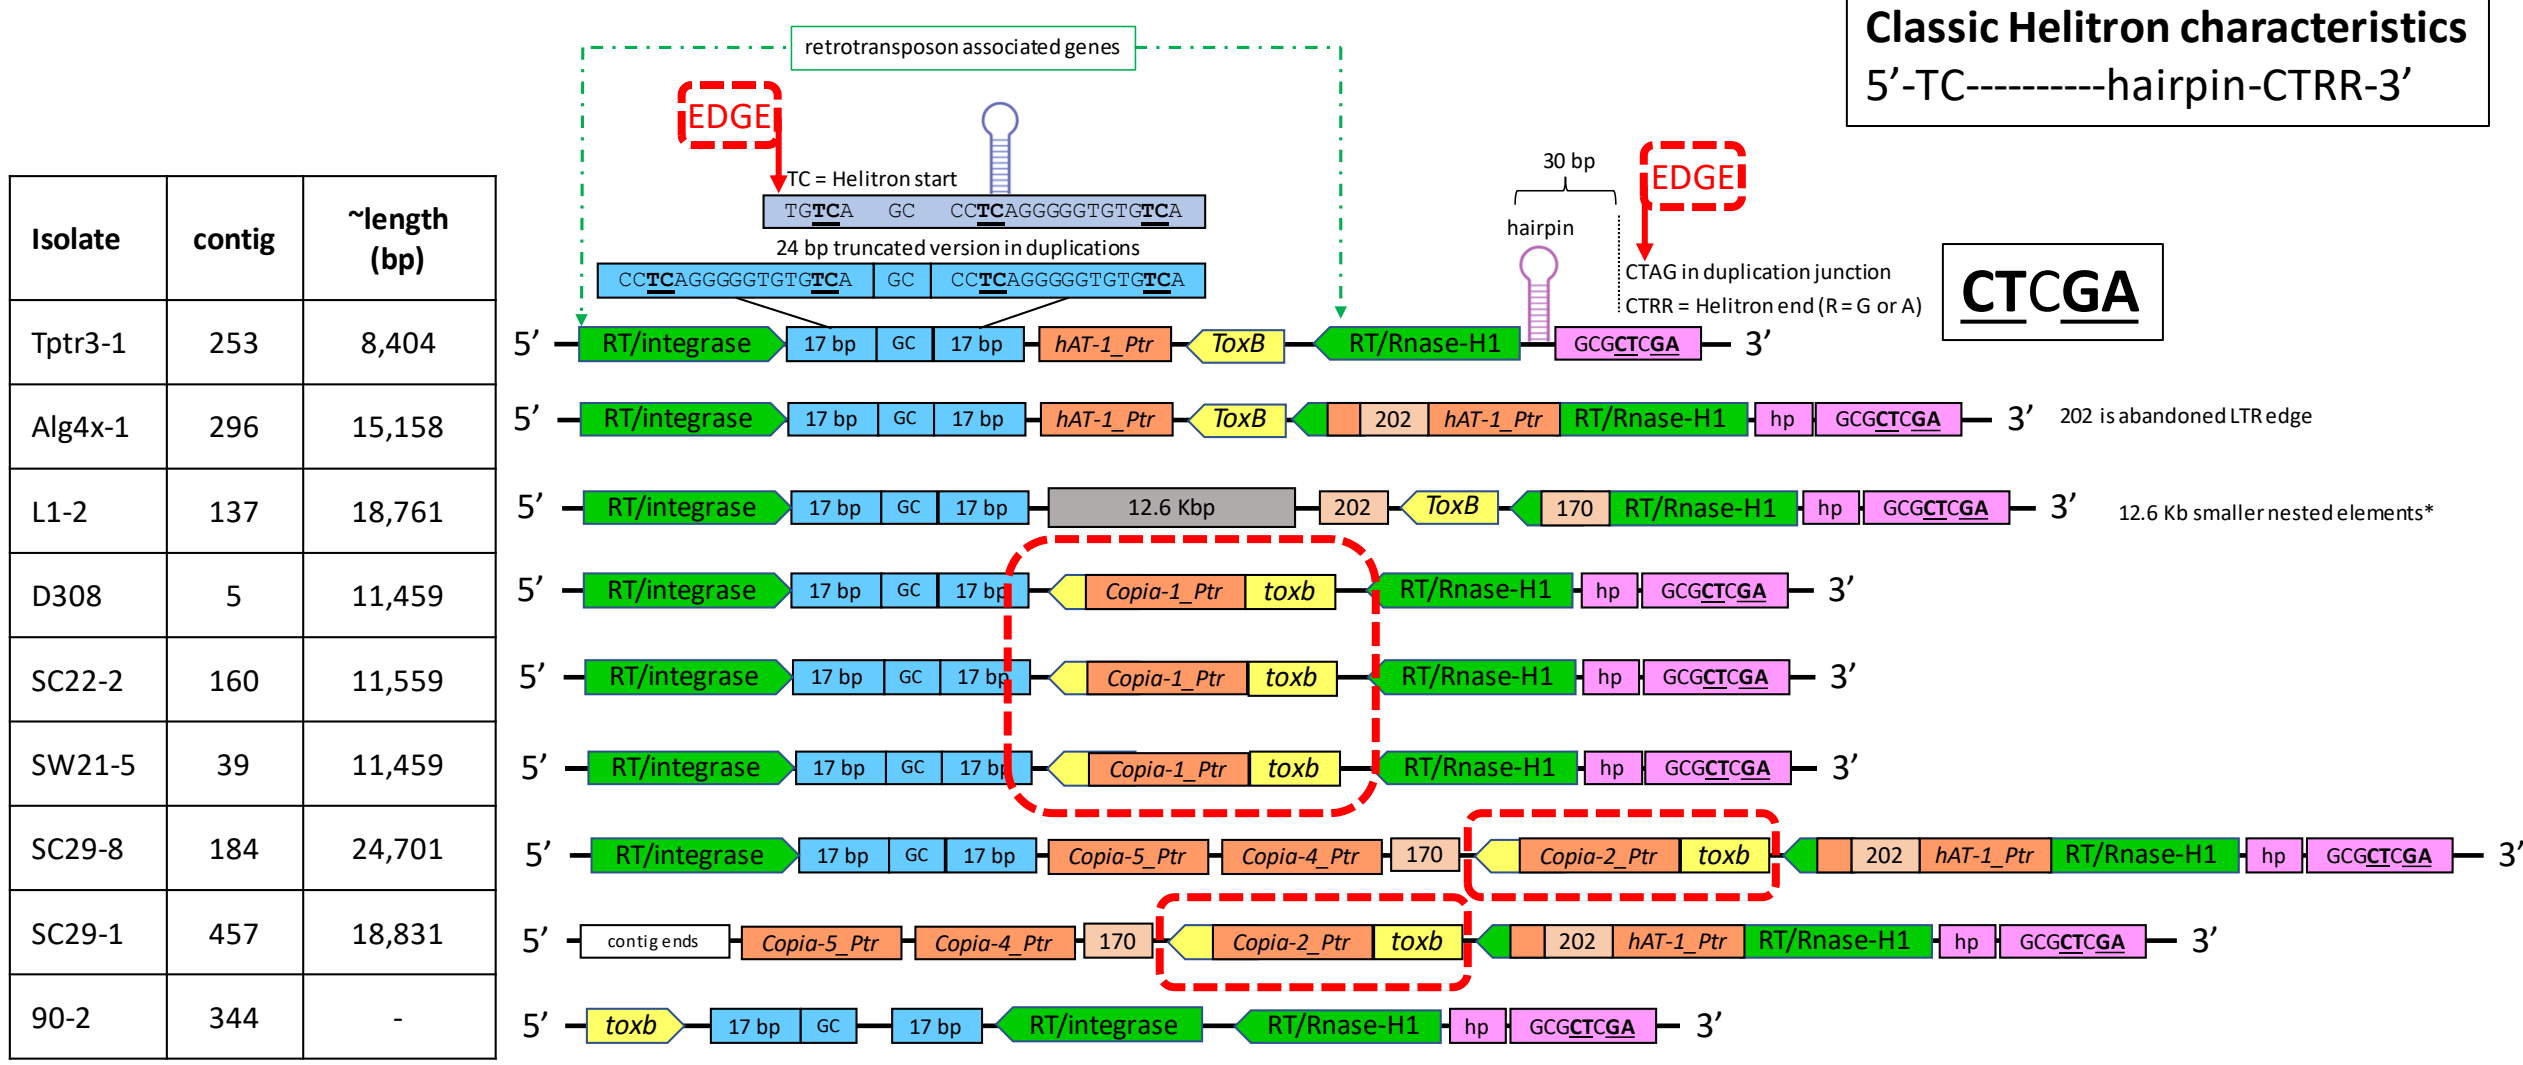 Classic Helitron characteristics
5’-TC----------hairpin-CTRR-3’
retrotransposon associated genes
EDGE
EDGE
TC = Helitron start
TGTCA GC CCTCAGGGGGTGTGTCA
24 bp truncated version in duplications
CCTCAGGGGGTGTGTCA GC CCTCAGGGGGTGTGTCA
30 bp
hairpin
CTAG in duplication junction
CTRR = Helitron end (R = G or A)
CTCGA
Isolate contig ~length (bp)
Tptr3-1 253 8,404
5’ RT/integrase 17 bp GC 17 bp hAT-1_Ptr ToxB RT/Rnase-H1 GCGCTCGA 3’
Alg4x-1 296 15,158
5’ RT/integrase 17 bp GC 17 bp hAT-1_Ptr ToxB 202 hAT-1_Ptr RT/Rnase-H1 hp GCGCTCGA 3’ 202 is abandoned LTR edge
L1-2 137 18,761
5’ RT/integrase 17 bp GC 17 bp 12.6 Kbp 202 ToxB 170 RT/Rnase-H1 hp GCGCTCGA 3’ 12.6 Kb smaller nested elements*
D308 5 11,459
5’ RT/integrase 17 bp GC 17 bp Copia-1_Ptr toxb RT/Rnase-H1 hp GCGCTCGA 3’
SC22-2 160 11,559
5’ RT/integrase 17 bp GC 17 bp Copia-1_Ptr toxb RT/Rnase-H1 hp GCGCTCGA 3’
SW21-5 39 11,459
5’ RT/integrase 17 bp GC 17 bp Copia-1_Ptr toxb RT/Rnase-H1 hp GCGCTCGA 3’
SC29-8 184 24,701
5’ RT/integrase 17 bp GC 17 bp Copia-5_Ptr Copia-4_Ptr 170 Copia-2_Ptr toxb 202 hAT-1_Ptr RT/Rnase-H1 hp GCGCTCGA 3’
SC29-1 457 18,831
5’ contig ends Copia-5_Ptr Copia-4_Ptr 170 Copia-2_Ptr toxb 202 hAT-1_Ptr RT/Rnase-H1 hp GCGCTCGA 3’
90-2 344 -
5’ toxb 17 bp GC 17 bp RT/integrase RT/Rnase-H1 hp GCGCTCGA 3’